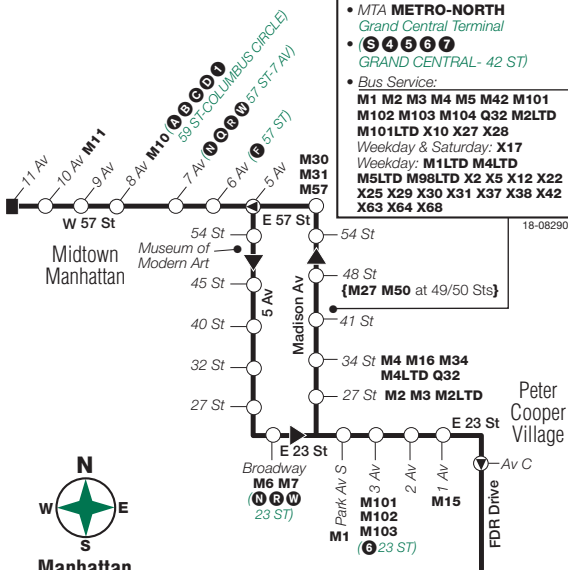 • MTA METRO-NORTH
Grand Central Terminal
• (S 4 5 6 7
GRAND CENTRAL- 42 ST)
• Bus Service:
M1 M2 M3 M4 M5 M42 M101
M102 M103 M104 Q32 M2LTD
M101LTD X10 X27 X28
Weekday & Saturday: X17
Weekday: M1LTD M4LTD
M5LTD M98LTD X2 X5 X12 X22
X25 X29 X30 X31 X37 X38 X42
X63 X64 X68
18-08290
11 Av
10 Av M11
9 Av
8 Av M10 (A B C D 1
59 ST-COLUMBUS CIRCLE)
7 Av (N Q R W 57 ST-7 AV)
6 Av (F 57 ST)
5 Av
M30
M31
M57
W 57 St
E 57 St
Midtown
Manhattan
54 St
Museum of
Modern Art
45 St
40 St
32 St
27 St
5 Av
Madison Av
54 St
48 St
{M27 M50 at 49/50 Sts}
41 St
34 St M4 M16 M34
M4LTD Q32
27 St M2 M3 M2LTD
E 23 St
E 23 St
Peter
Cooper
Village
Broadway
M6 M7
(N R W
23 ST)
Park Av S
M1
3 Av
M101
M102
M103
(6 23 ST)
2 Av
1 Av
M15
Av C
FDR Drive
N
W
E
S
Manhattan